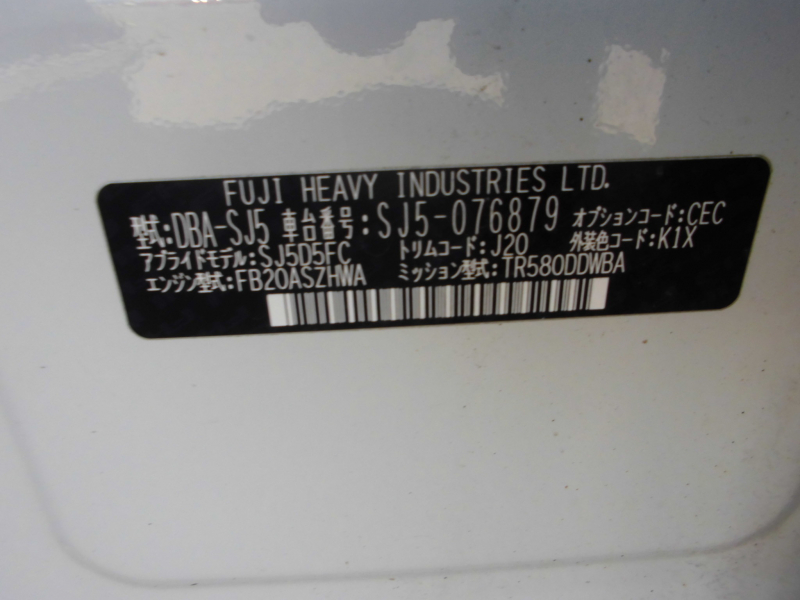 FUJI HEAVY INDUSTRIES LTD.
型式:DBA-SJ5 車台番号:SJ5-076879 オプションコード:CEC
アプライドモデル:SJ5D5FC トリムコード:J20 外装色コード:K1X
エンジン型式:FB20ASZHWA ミッション型式:TR580DDWBA